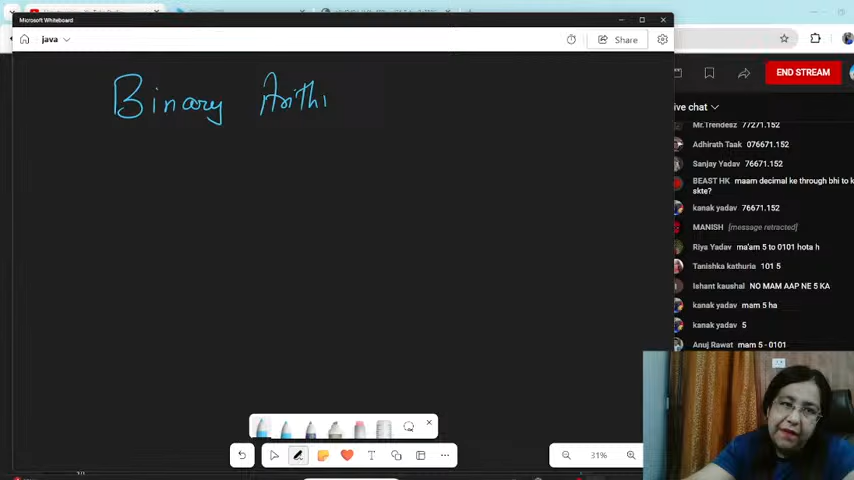 Microsoft Whiteboard
java
Share
Binary Arithm
31%
END STREAM
ive chat
Mr.Trendesz 77271.152
Adhirath Taak 076671.152
Sanjay Yadav 76671.152
BEAST HK maam decimal ke through bhi to k
skte?
kanak yadav 76671.152
MANISH [message retracted]
Riya Yadav ma'am 5 to 0101 hota h
Tanishka kathuria 101 5
Ishant kaushal NO MAM AAP NE 5 KA
kanak yadav mam 5 ha
kanak yadav 5
Anuj Rawat mam 5 - 0101